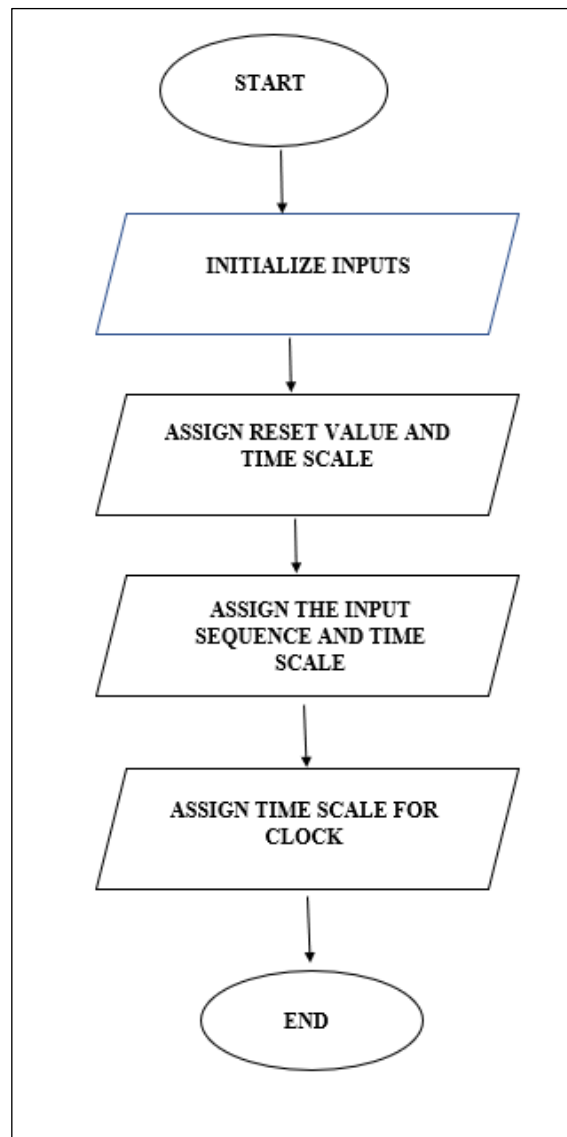 START
INITIALIZE INPUTS
ASSIGN RESET VALUE AND
TIME SCALE
ASSIGN THE INPUT
SEQUENCE AND TIME
SCALE
ASSIGN TIME SCALE FOR
CLOCK
END